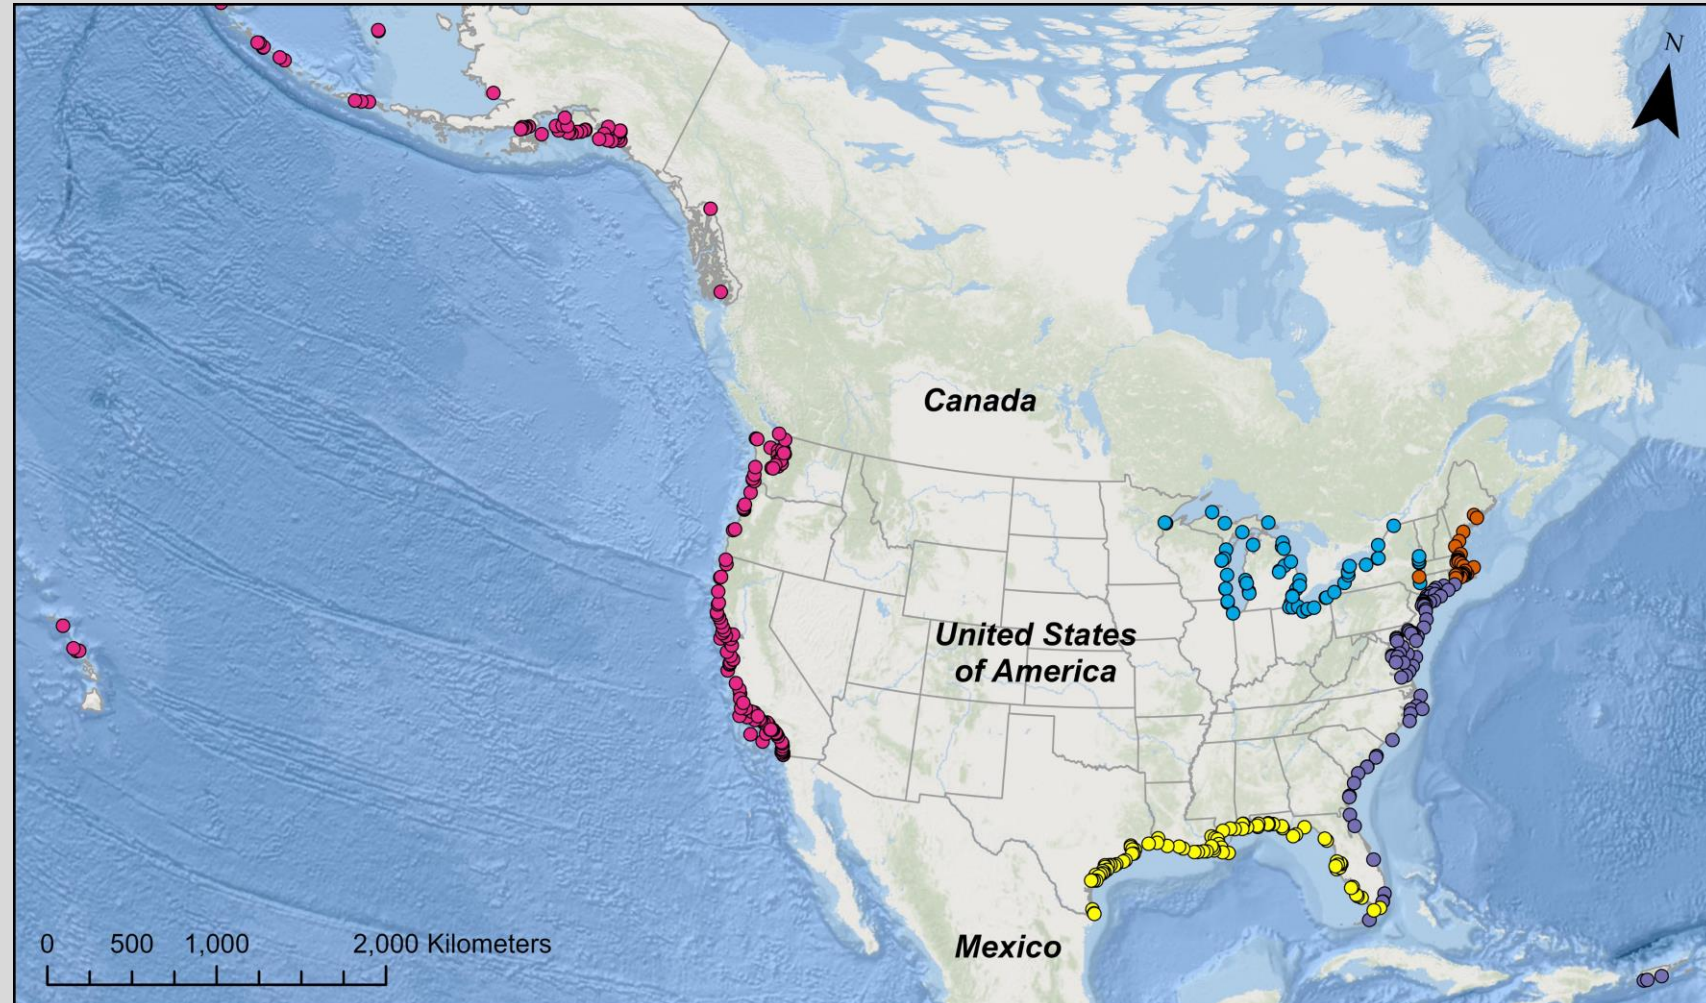 N
Canada
United States
of America
Mexico
0 500 1,000 2,000 Kilometers